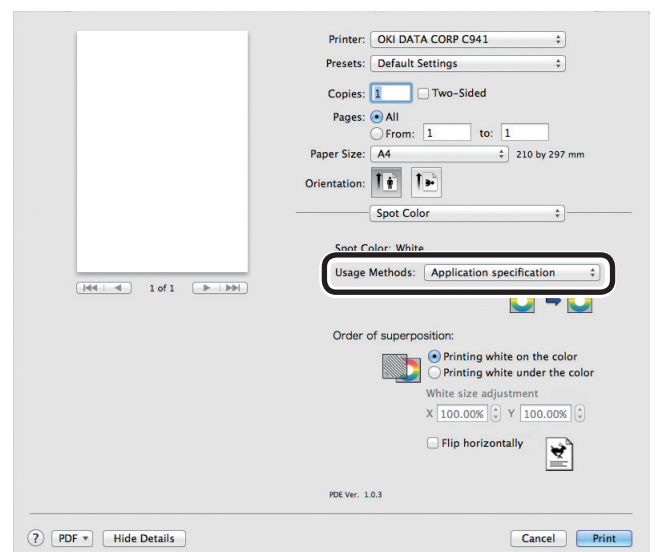 Printer: OKI DATA CORP C941
Presets: Default Settings
Copies: 1 Two-Sided
Pages: All
From: 1 to: 1
Paper Size: A4 210 by 297 mm
Orientation:
Spot Color
Spot Color: White
Usage Methods: Application specification
1 of 1
Order of superposition:
Printing white on the color
Printing white under the color
White size adjustment
X 100.00% Y 100.00%
Flip horizontally
PDE Ver. 1.0.3
? PDF Hide Details Cancel Print